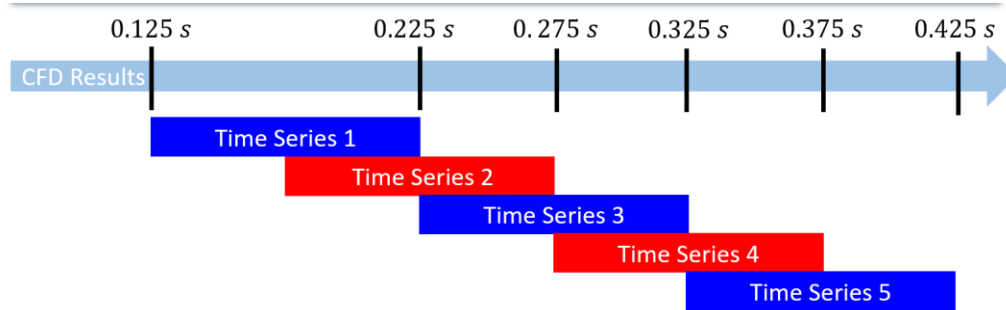 0.125 s 0.225 s 0.275 s 0.325 s 0.375 s 0.425 s
CFD Results
Time Series 1
Time Series 2
Time Series 3
Time Series 4
Time Series 5